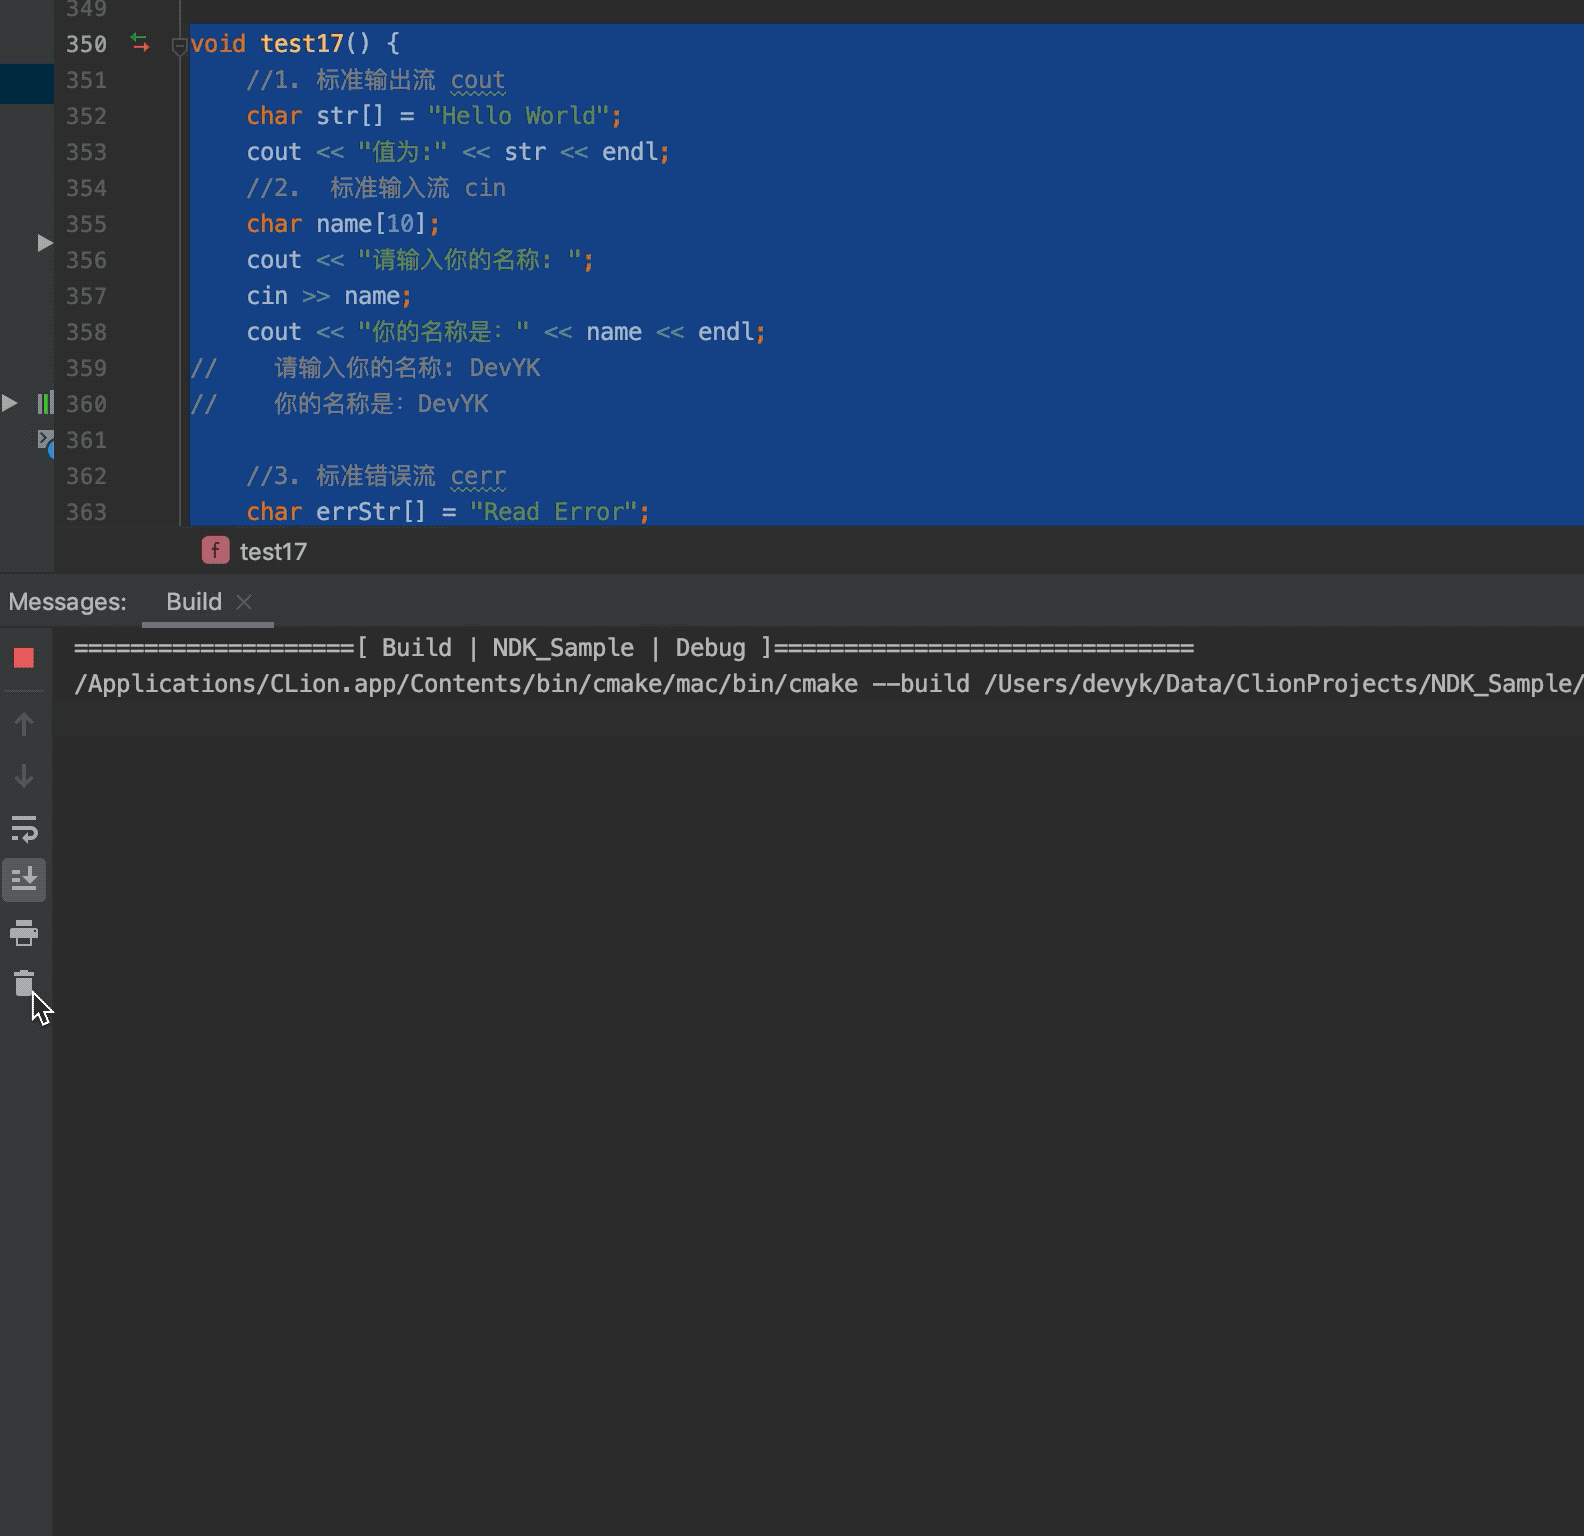 349
350 void test17() {
351 //1. 标准输出流 cout
352 char str[] = "Hello World";
353 cout << "值为:" << str << endl;
354 //2.  标准输入流 cin
355 char name[10];
356 cout << "请输入你的名称: ";
357 cin >> name;
358 cout << "你的名称是：" << name << endl;
359 //    请输入你的名称: DevYK
360 //    你的名称是：DevYK
361
362 //3. 标准错误流 cerr
363 char errStr[] = "Read Error";
f test17
Messages: Build
====================[ Build | NDK_Sample | Debug ]==============================
/Applications/CLion.app/Contents/bin/cmake/mac/bin/cmake --build /Users/devyk/Data/ClionProjects/NDK_Sample/